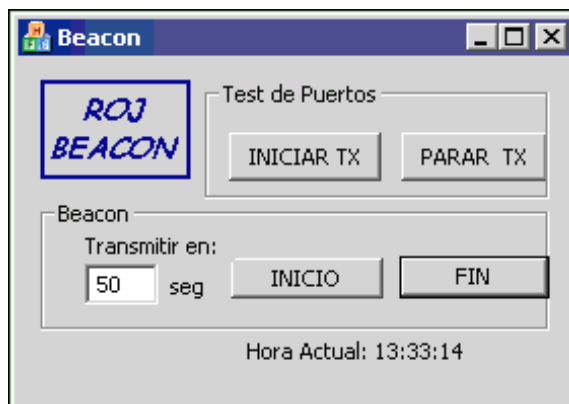 Beacon
ROJ
BEACON
Test de Puertos
INICIAR TX
PARAR TX
Beacon
Transmitir en:
50 seg
INICIO
FIN
Hora Actual: 13:33:14